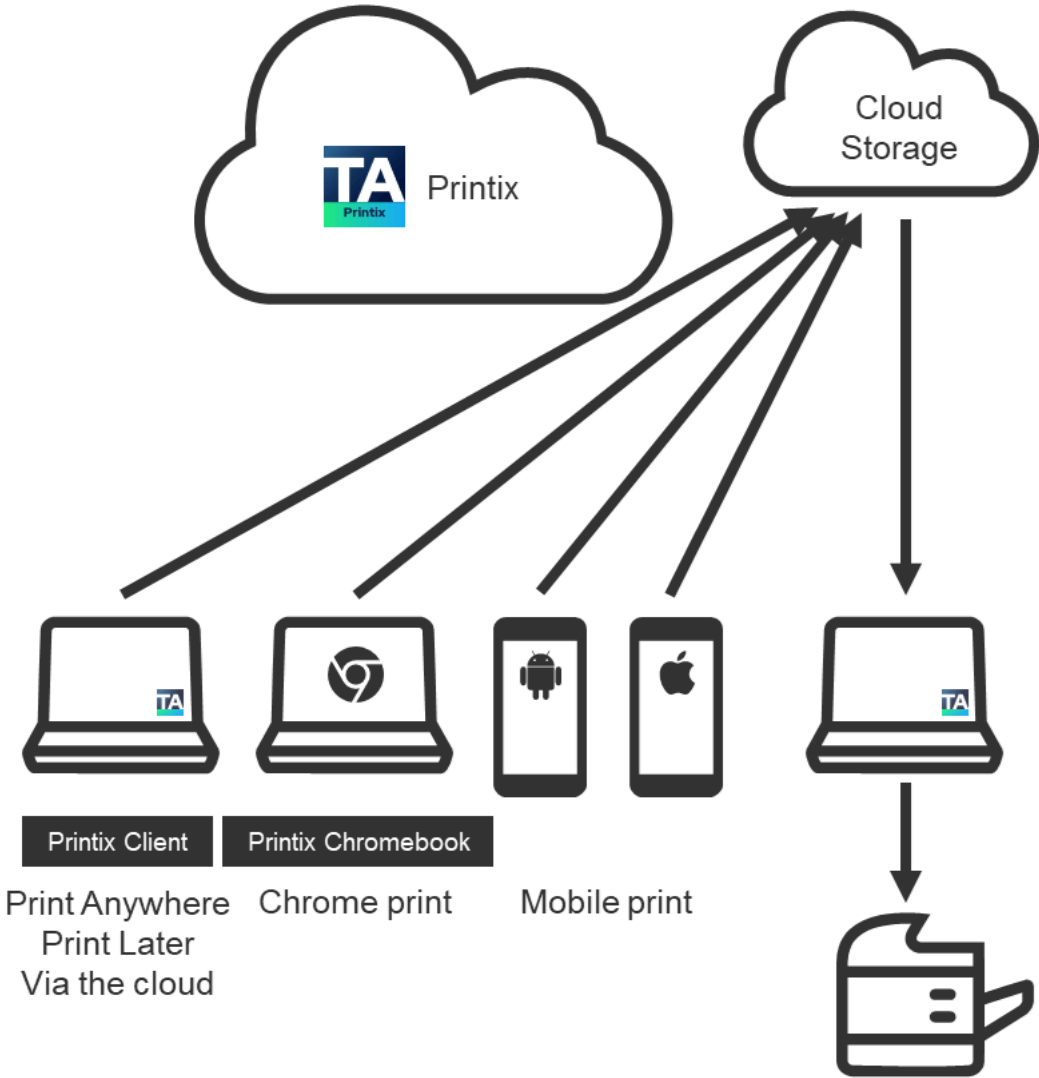 TA
Printix
Printix
Cloud
Storage
TA
TA
Printix Client
Printix Chromebook
Print Anywhere
Print Later
Via the cloud
Chrome print
Mobile print